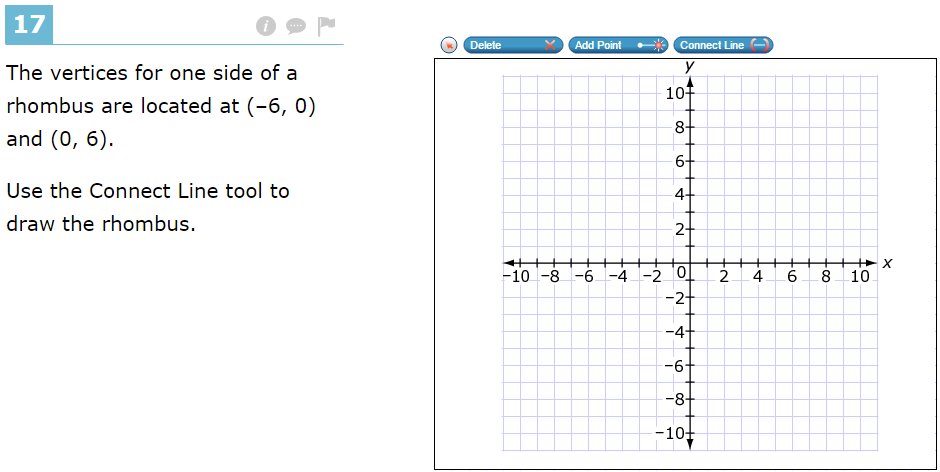 17
The vertices for one side of a
rhombus are located at (−6, 0)
and (0, 6).
Use the Connect Line tool to
draw the rhombus.
Delete Add Point Connect Line
y
10
8
6
4
2
−10 −8 −6 −4 −2 0 2 4 6 8 10 x
−2
−4
−6
−8
−10